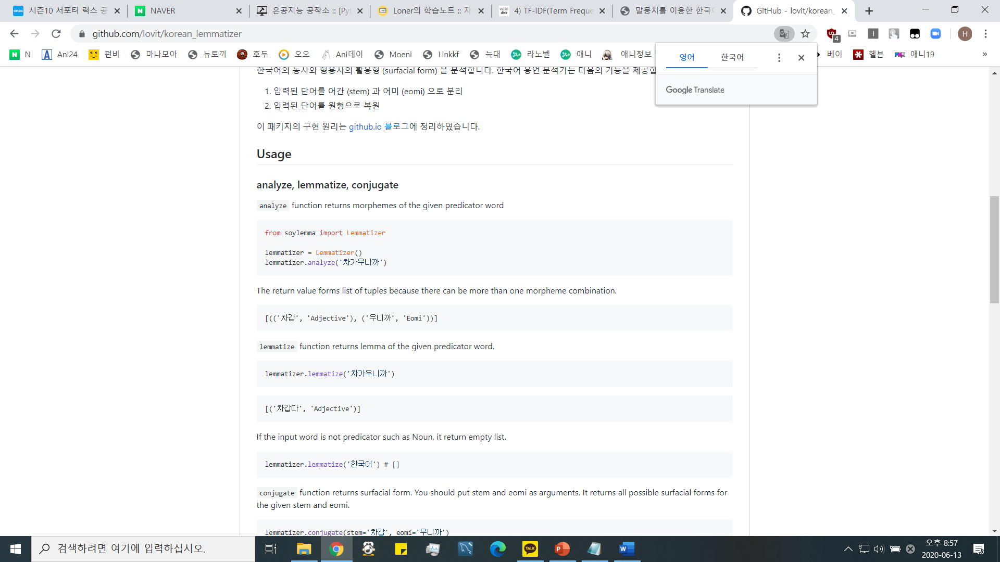 시즌10 서포터 럭스 공
NAVER
은공지능 공작소 :: [Pyt
Loner의 학습노트 :: 자
4) TF-IDF(Term Freque
말뭉치를 이용한 한국어
GitHub - lovit/korean_
github.com/lovit/korean_lemmatizer
4
H
N
Ani24
펀비
마나모아
뉴토끼
호두
오오
Ani데이
Moeni
Linkkf
늑대
라노벨
애니
애니정보
베이
헬븐
애니19
»
영어
한국어
Google Translate
한국어의 동사와 형용사의 활용형 (surfacial form) 을 분석합니다. 한국어 용언 분석기는 다음의 기능을 제공합
1. 입력된 단어를 어간 (stem) 과 어미 (eomi) 으로 분리
2. 입력된 단어를 원형으로 복원
이 패키지의 구현 원리는 github.io 블로그에 정리하였습니다.
Usage
analyze, lemmatize, conjugate
analyze function returns morphemes of the given predicator word
from soylemma import Lemmatizer
lemmatizer = Lemmatizer()
lemmatizer.analyze('차가우니까')
The return value forms list of tuples because there can be more than one morpheme combination.
[(('차갑', 'Adjective'), ('우니까', 'Eomi'))]
lemmatize function returns lemma of the given predicator word.
lemmatizer.lemmatize('차가우니까')
[('차갑다', 'Adjective')]
If the input word is not predicator such as Noun, it return empty list.
lemmatizer.lemmatize('한국어') # []
conjugate function returns surfacial form. You should put stem and eomi as arguments. It returns all possible surfacial forms for
the given stem and eomi.
lemmatizer.conjugate(stem='차갑', eomi='우니까')
검색하려면 여기에 입력하십시오.
TALK
오후 8:57
2020-06-13